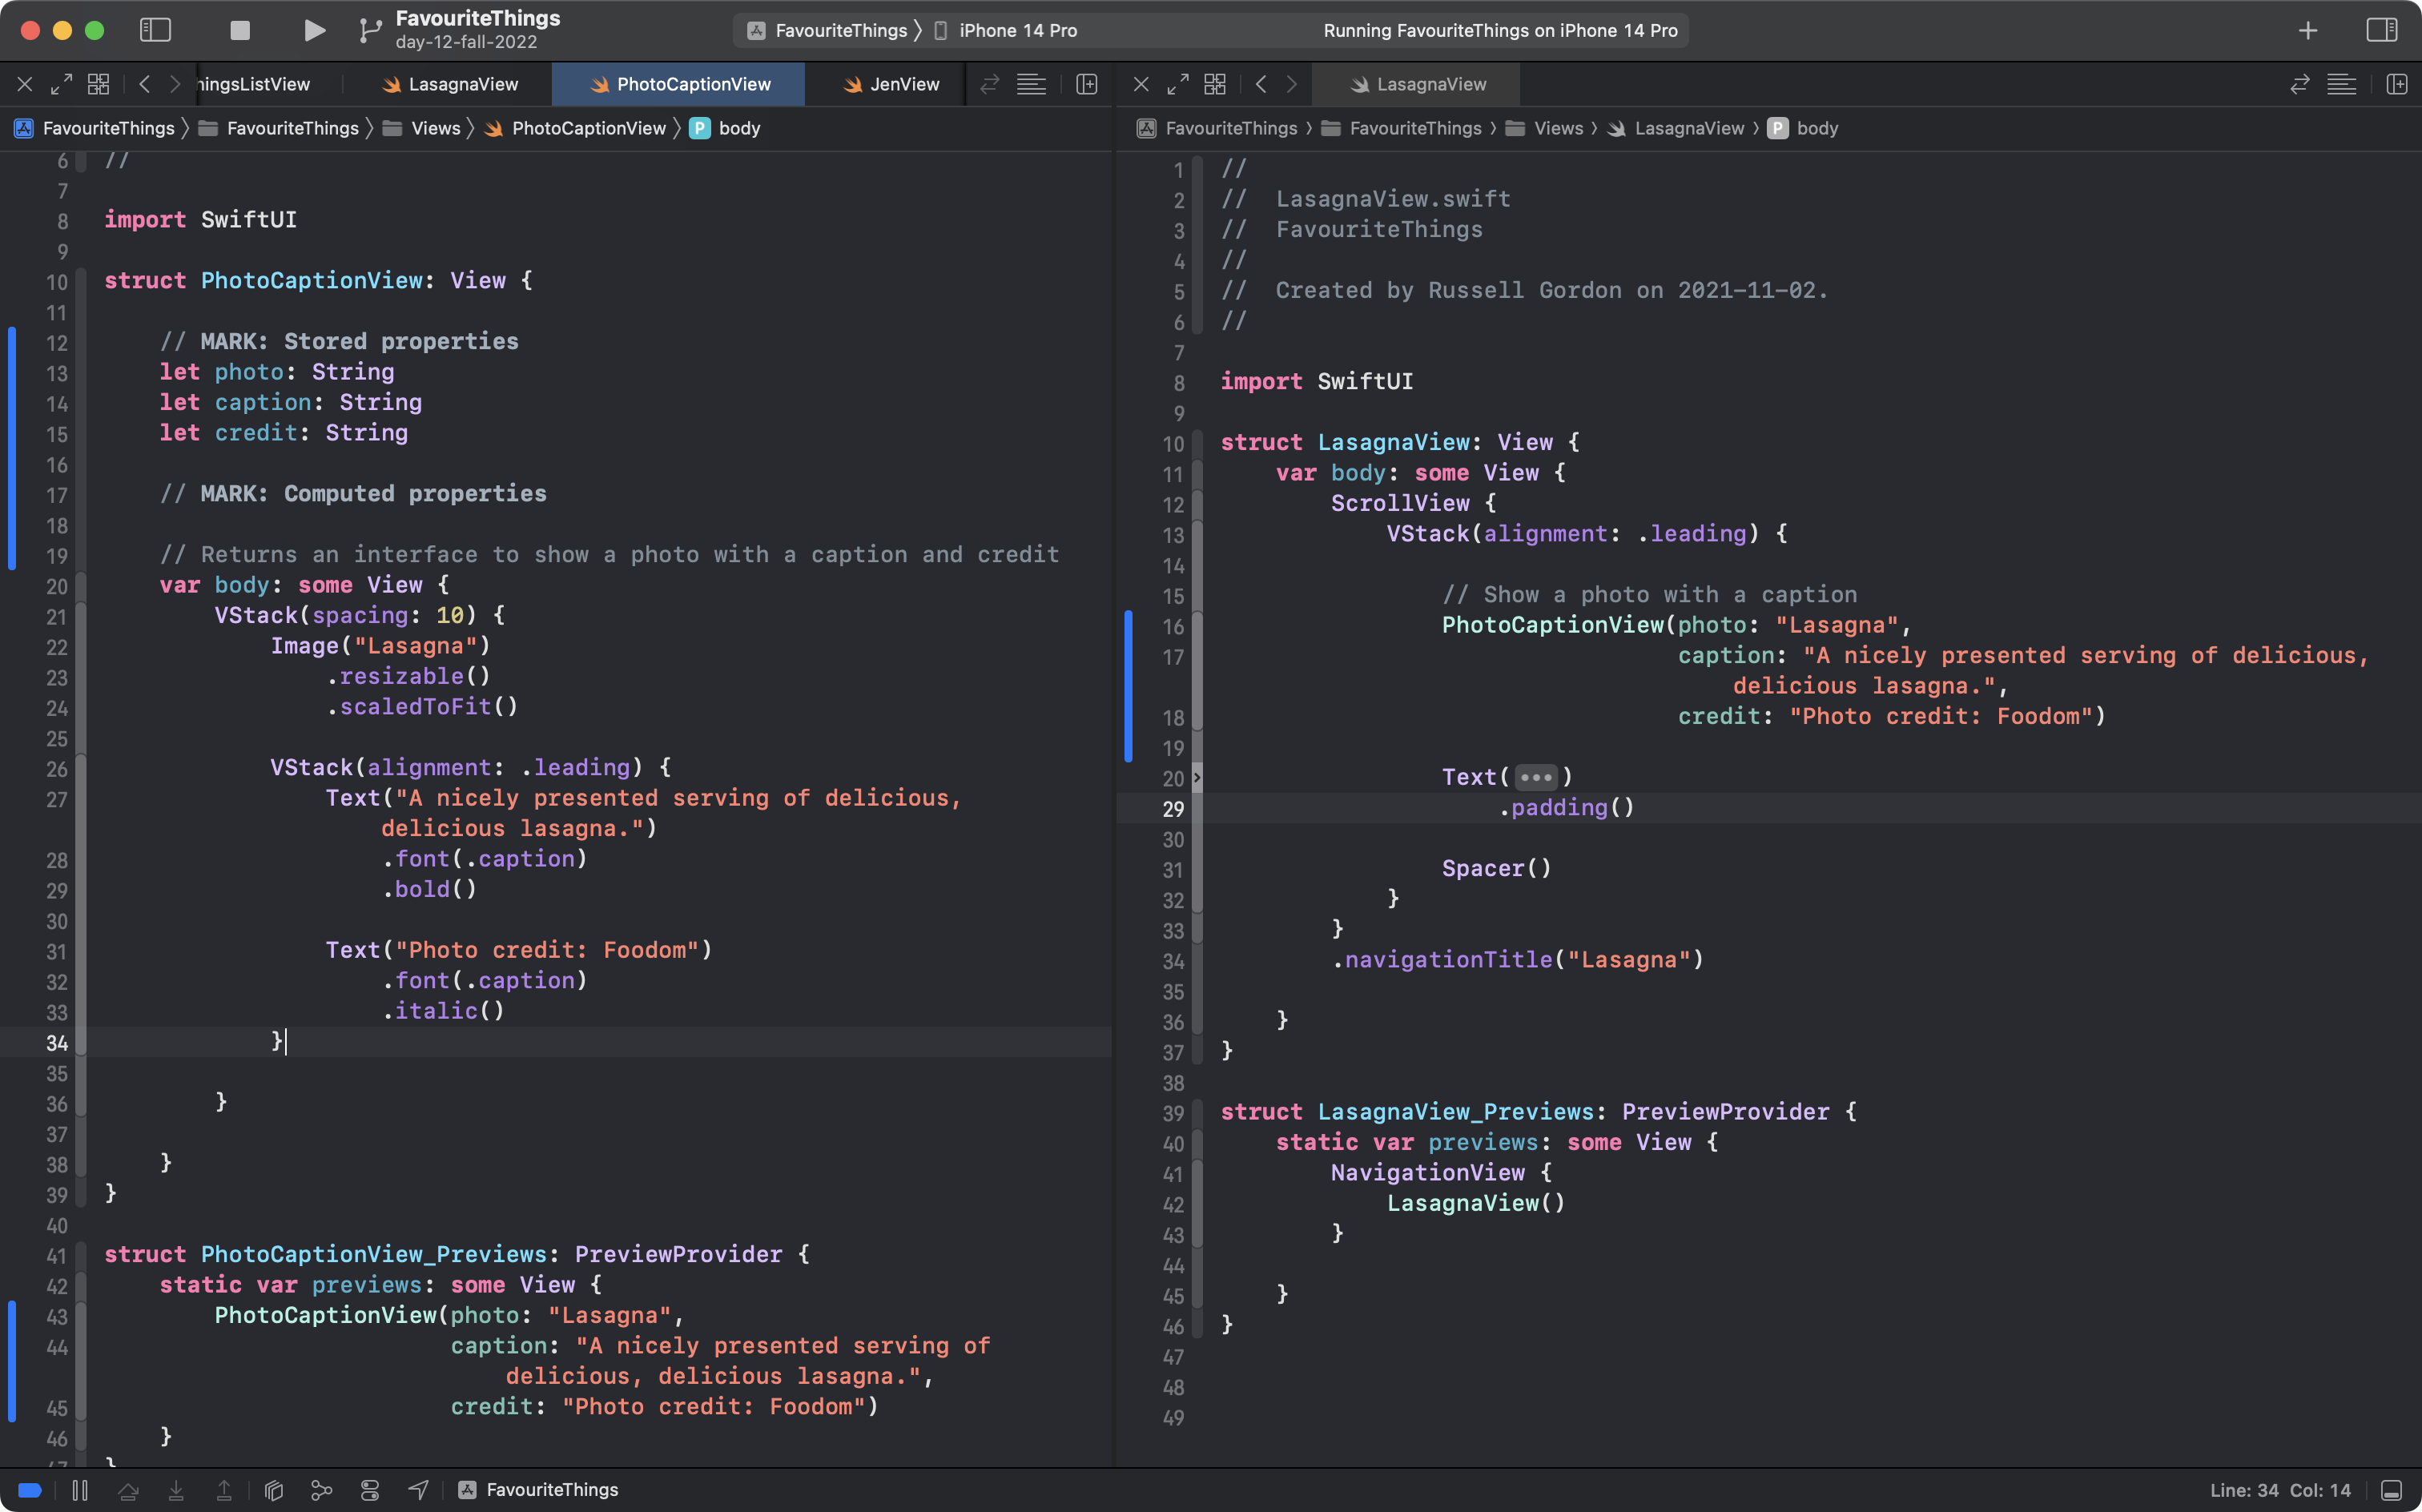 FavouriteThings
day-12-fall-2022
FavouriteThings 〉 iPhone 14 Pro
Running FavouriteThings on iPhone 14 Pro
ningsListView
LasagnaView
PhotoCaptionView
JenView
FavouriteThings 〉 FavouriteThings 〉 Views 〉 PhotoCaptionView 〉 P body
6 //
7
8 import SwiftUI
9
10 struct PhotoCaptionView: View {
11
12     // MARK: Stored properties
13     let photo: String
14     let caption: String
15     let credit: String
16
17     // MARK: Computed properties
18
19     // Returns an interface to show a photo with a caption and credit
20     var body: some View {
21         VStack(spacing: 10) {
22             Image("Lasagna")
23                 .resizable()
24                 .scaledToFit()
25
26             VStack(alignment: .leading) {
27                 Text("A nicely presented serving of delicious,
                     delicious lasagna.")
28                     .font(.caption)
29                     .bold()
30
31                 Text("Photo credit: Foodom")
32                     .font(.caption)
33                     .italic()
34             }
35
36         }
37
38     }
39 }
40
41 struct PhotoCaptionView_Previews: PreviewProvider {
42     static var previews: some View {
43         PhotoCaptionView(photo: "Lasagna",
44                          caption: "A nicely presented serving of
                              delicious, delicious lasagna.",
45                          credit: "Photo credit: Foodom")
46     }
47 }
LasagnaView
FavouriteThings 〉 FavouriteThings 〉 Views 〉 LasagnaView 〉 P body
1 //
2 //  LasagnaView.swift
3 //  FavouriteThings
4 //
5 //  Created by Russell Gordon on 2021-11-02.
6 //
7
8 import SwiftUI
9
10 struct LasagnaView: View {
11     var body: some View {
12         ScrollView {
13             VStack(alignment: .leading) {
14
15                 // Show a photo with a caption
16                 PhotoCaptionView(photo: "Lasagna",
17                                  caption: "A nicely presented serving of delicious,
                                      delicious lasagna.",
18                                  credit: "Photo credit: Foodom")
19
20                 Text(•••)
29                     .padding()
30
31                 Spacer()
32             }
33         }
34         .navigationTitle("Lasagna")
35
36     }
37 }
38
39 struct LasagnaView_Previews: PreviewProvider {
40     static var previews: some View {
41         NavigationView {
42             LasagnaView()
43         }
44
45     }
46 }
47
48
49
FavouriteThings
Line: 34 Col: 14